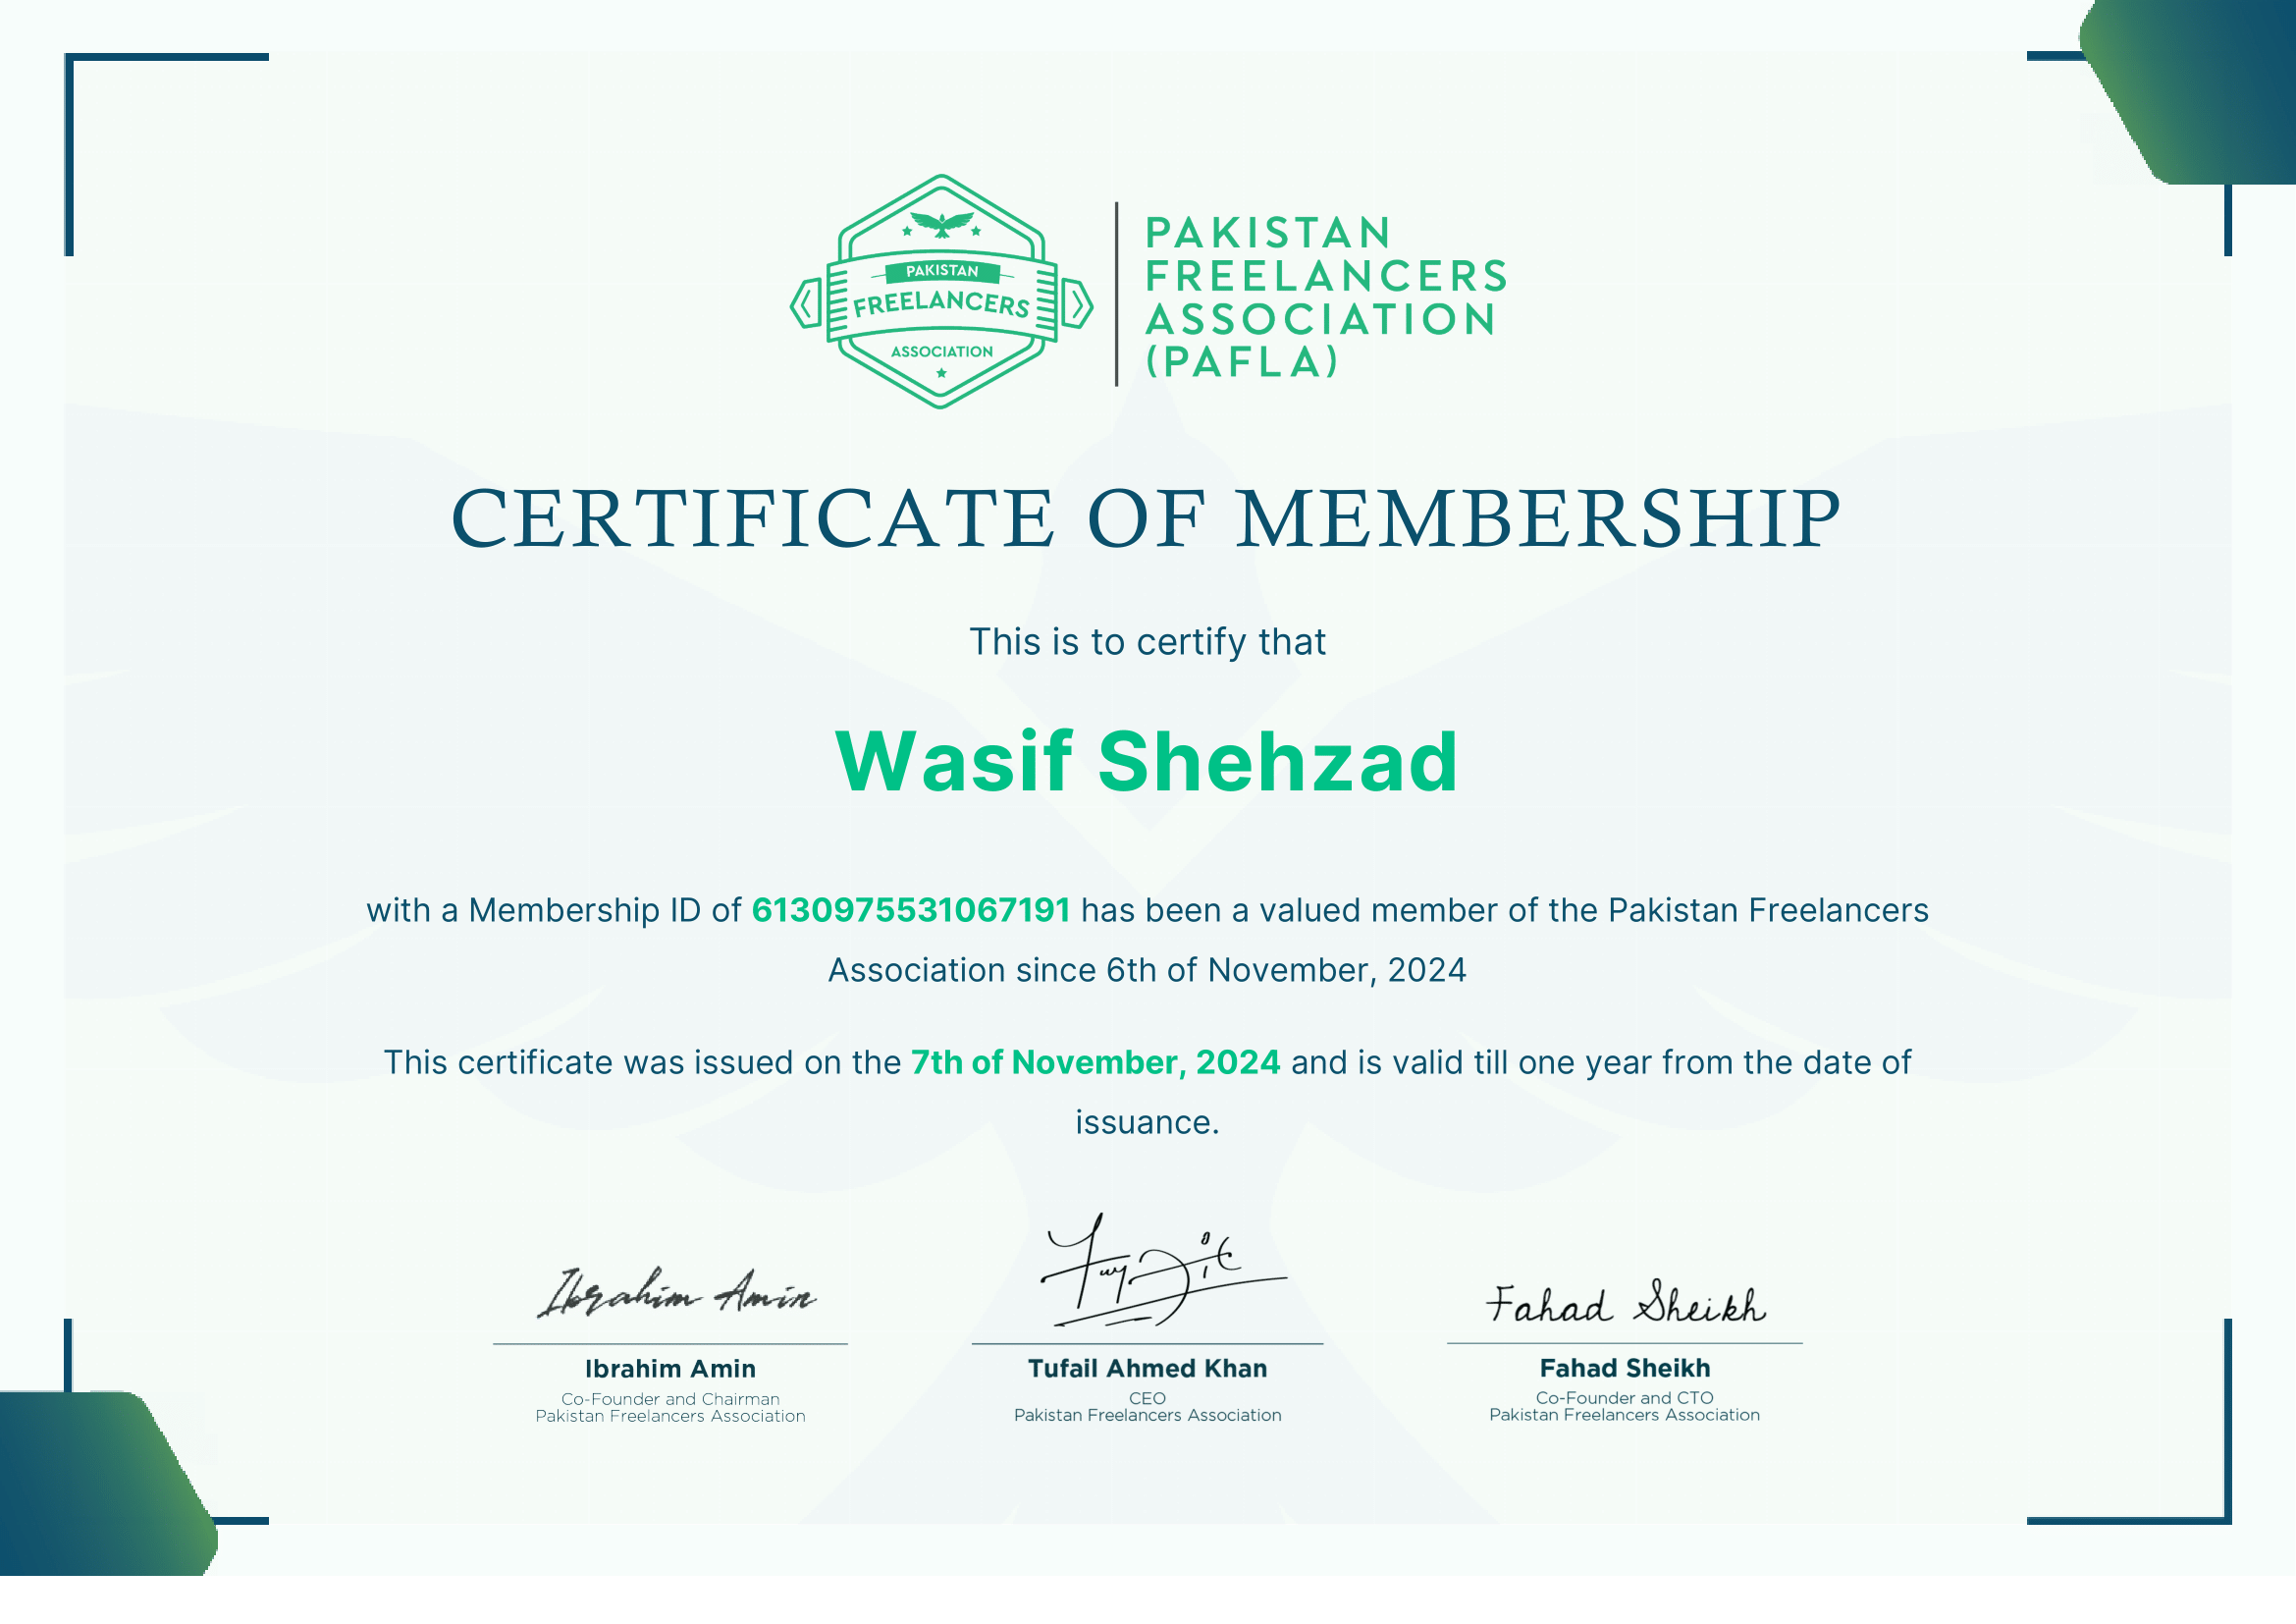 PAKISTAN
FREELANCERS
ASSOCIATION
PAKISTAN
FREELANCERS
ASSOCIATION
(PAFLA)
CERTIFICATE OF MEMBERSHIP
This is to certify that
Wasif Shehzad
with a Membership ID of 6130975531067191 has been a valued member of the Pakistan Freelancers
Association since 6th of November, 2024
This certificate was issued on the 7th of November, 2024 and is valid till one year from the date of
issuance.
Ibrahim Amin
Ibrahim Amin
Co-Founder and Chairman
Pakistan Freelancers Association
Tufail Ahmed Khan
CEO
Pakistan Freelancers Association
Fahad Sheikh
Fahad Sheikh
Co-Founder and CTO
Pakistan Freelancers Association